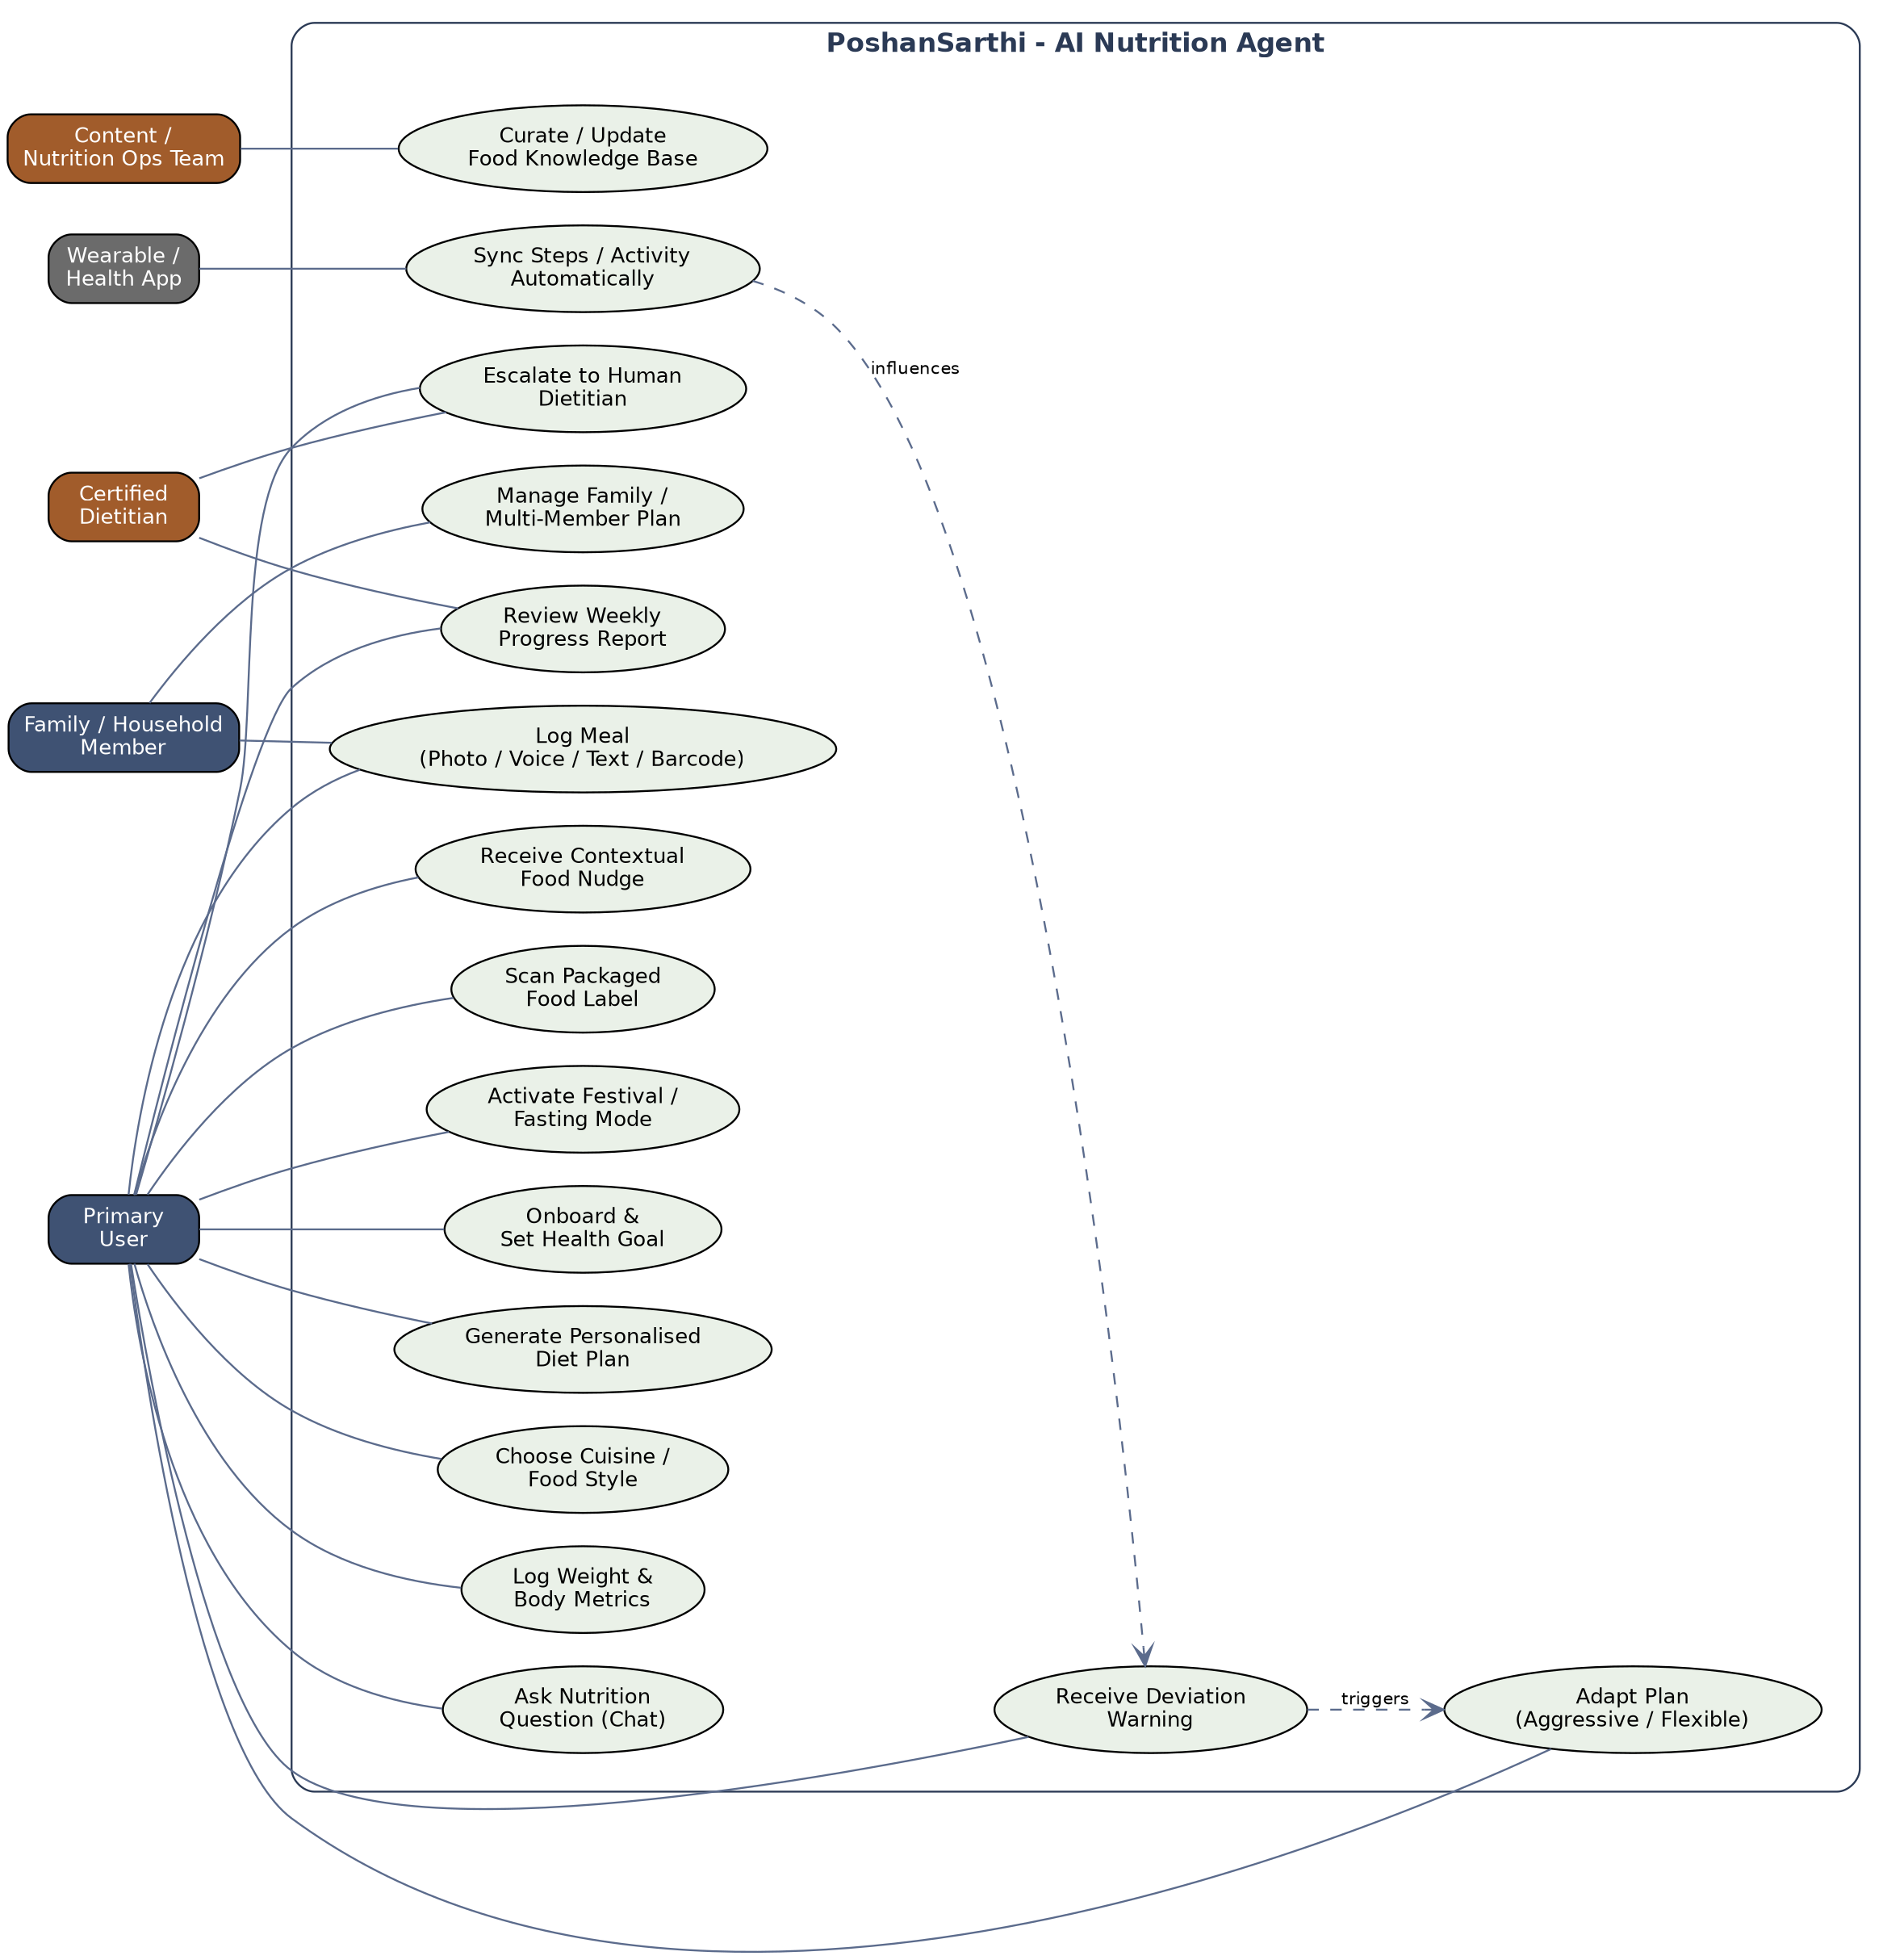 PoshanSarthi - AI Nutrition Agent
Content /
Nutrition Ops Team
Curate / Update
Food Knowledge Base
Wearable /
Health App
Sync Steps / Activity
Automatically
influences
Escalate to Human
Dietitian
Certified
Dietitian
Manage Family /
Multi-Member Plan
Review Weekly
Progress Report
Family / Household
Member
Log Meal
(Photo / Voice / Text / Barcode)
Receive Contextual
Food Nudge
Scan Packaged
Food Label
Activate Festival /
Fasting Mode
Primary
User
Onboard &
Set Health Goal
Generate Personalised
Diet Plan
Choose Cuisine /
Food Style
Log Weight &
Body Metrics
Ask Nutrition
Question (Chat)
Receive Deviation
Warning
triggers
Adapt Plan
(Aggressive / Flexible)